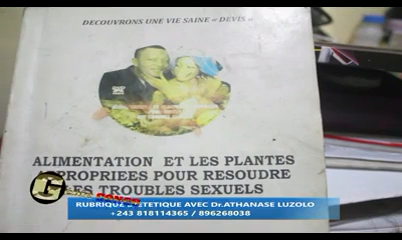 DECOUVRONS UNE VIE SAINE « DEVIS »
ALIMENTATION ET LES PLANTES
APPROPRIEES POUR RESOUDRE
LES TROUBLES SEXUELS
RUBRIQUE DIETETIQUE AVEC Dr.ATHANASE LUZOLO
+243 818114365 / 896268038